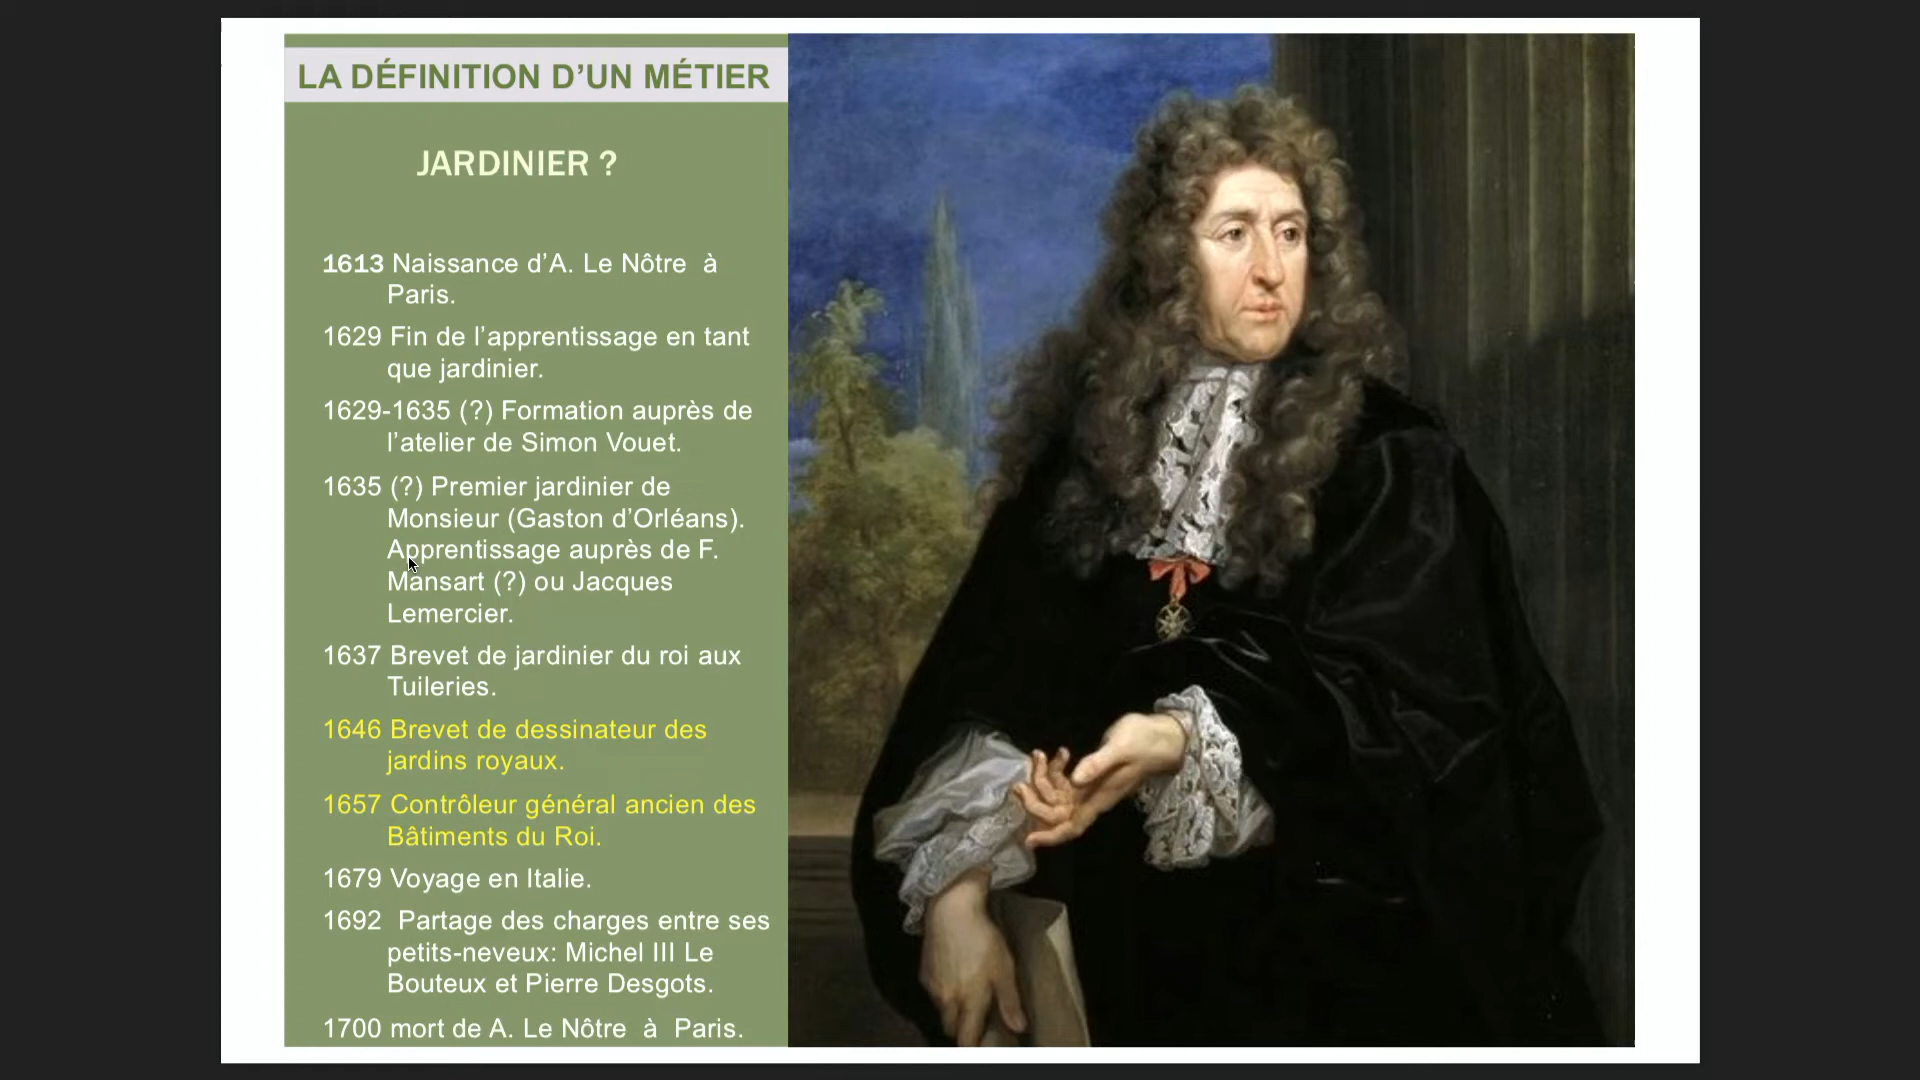 LA DÉFINITION D’UN MÉTIER
JARDINIER ?
1613 Naissance d’A. Le Nôtre à
Paris.
1629 Fin de l’apprentissage en tant
que jardinier.
1629-1635 (?) Formation auprès de
l’atelier de Simon Vouet.
1635 (?) Premier jardinier de
Monsieur (Gaston d’Orléans).
Apprentissage auprès de F.
Mansart (?) ou Jacques
Lemercier.
1637 Brevet de jardinier du roi aux
Tuileries.
1646 Brevet de dessinateur des
jardins royaux.
1657 Contrôleur général ancien des
Bâtiments du Roi.
1679 Voyage en Italie.
1692 Partage des charges entre ses
petits-neveux: Michel III Le
Bouteux et Pierre Desgots.
1700 mort de A. Le Nôtre à Paris.